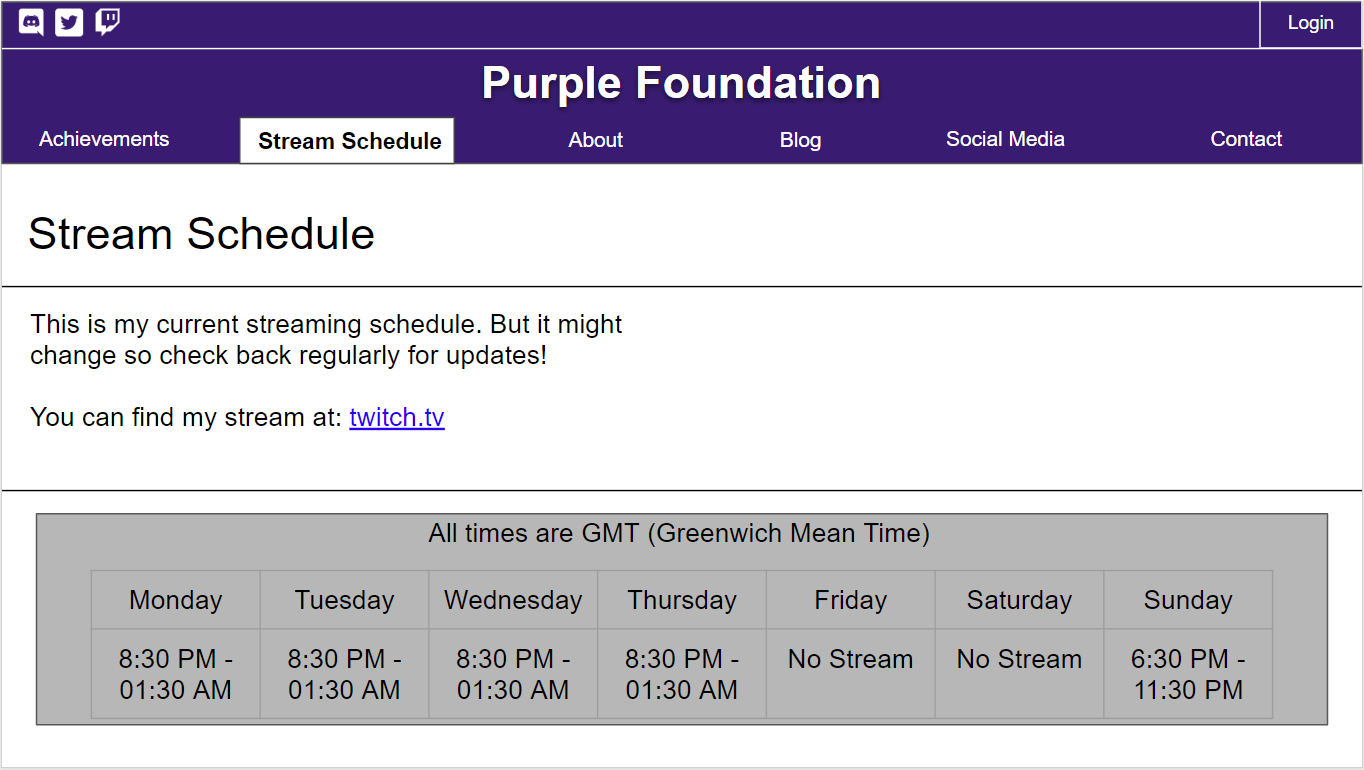 Login
Purple Foundation
Achievements Stream Schedule About Blog Social Media Contact
Stream Schedule
This is my current streaming schedule. But it might
change so check back regularly for updates!
You can find my stream at: twitch.tv
All times are GMT (Greenwich Mean Time)
Monday Tuesday Wednesday Thursday Friday Saturday Sunday
8:30 PM - 8:30 PM - 8:30 PM - 8:30 PM - No Stream No Stream 6:30 PM -
01:30 AM 01:30 AM 01:30 AM 01:30 AM 11:30 PM